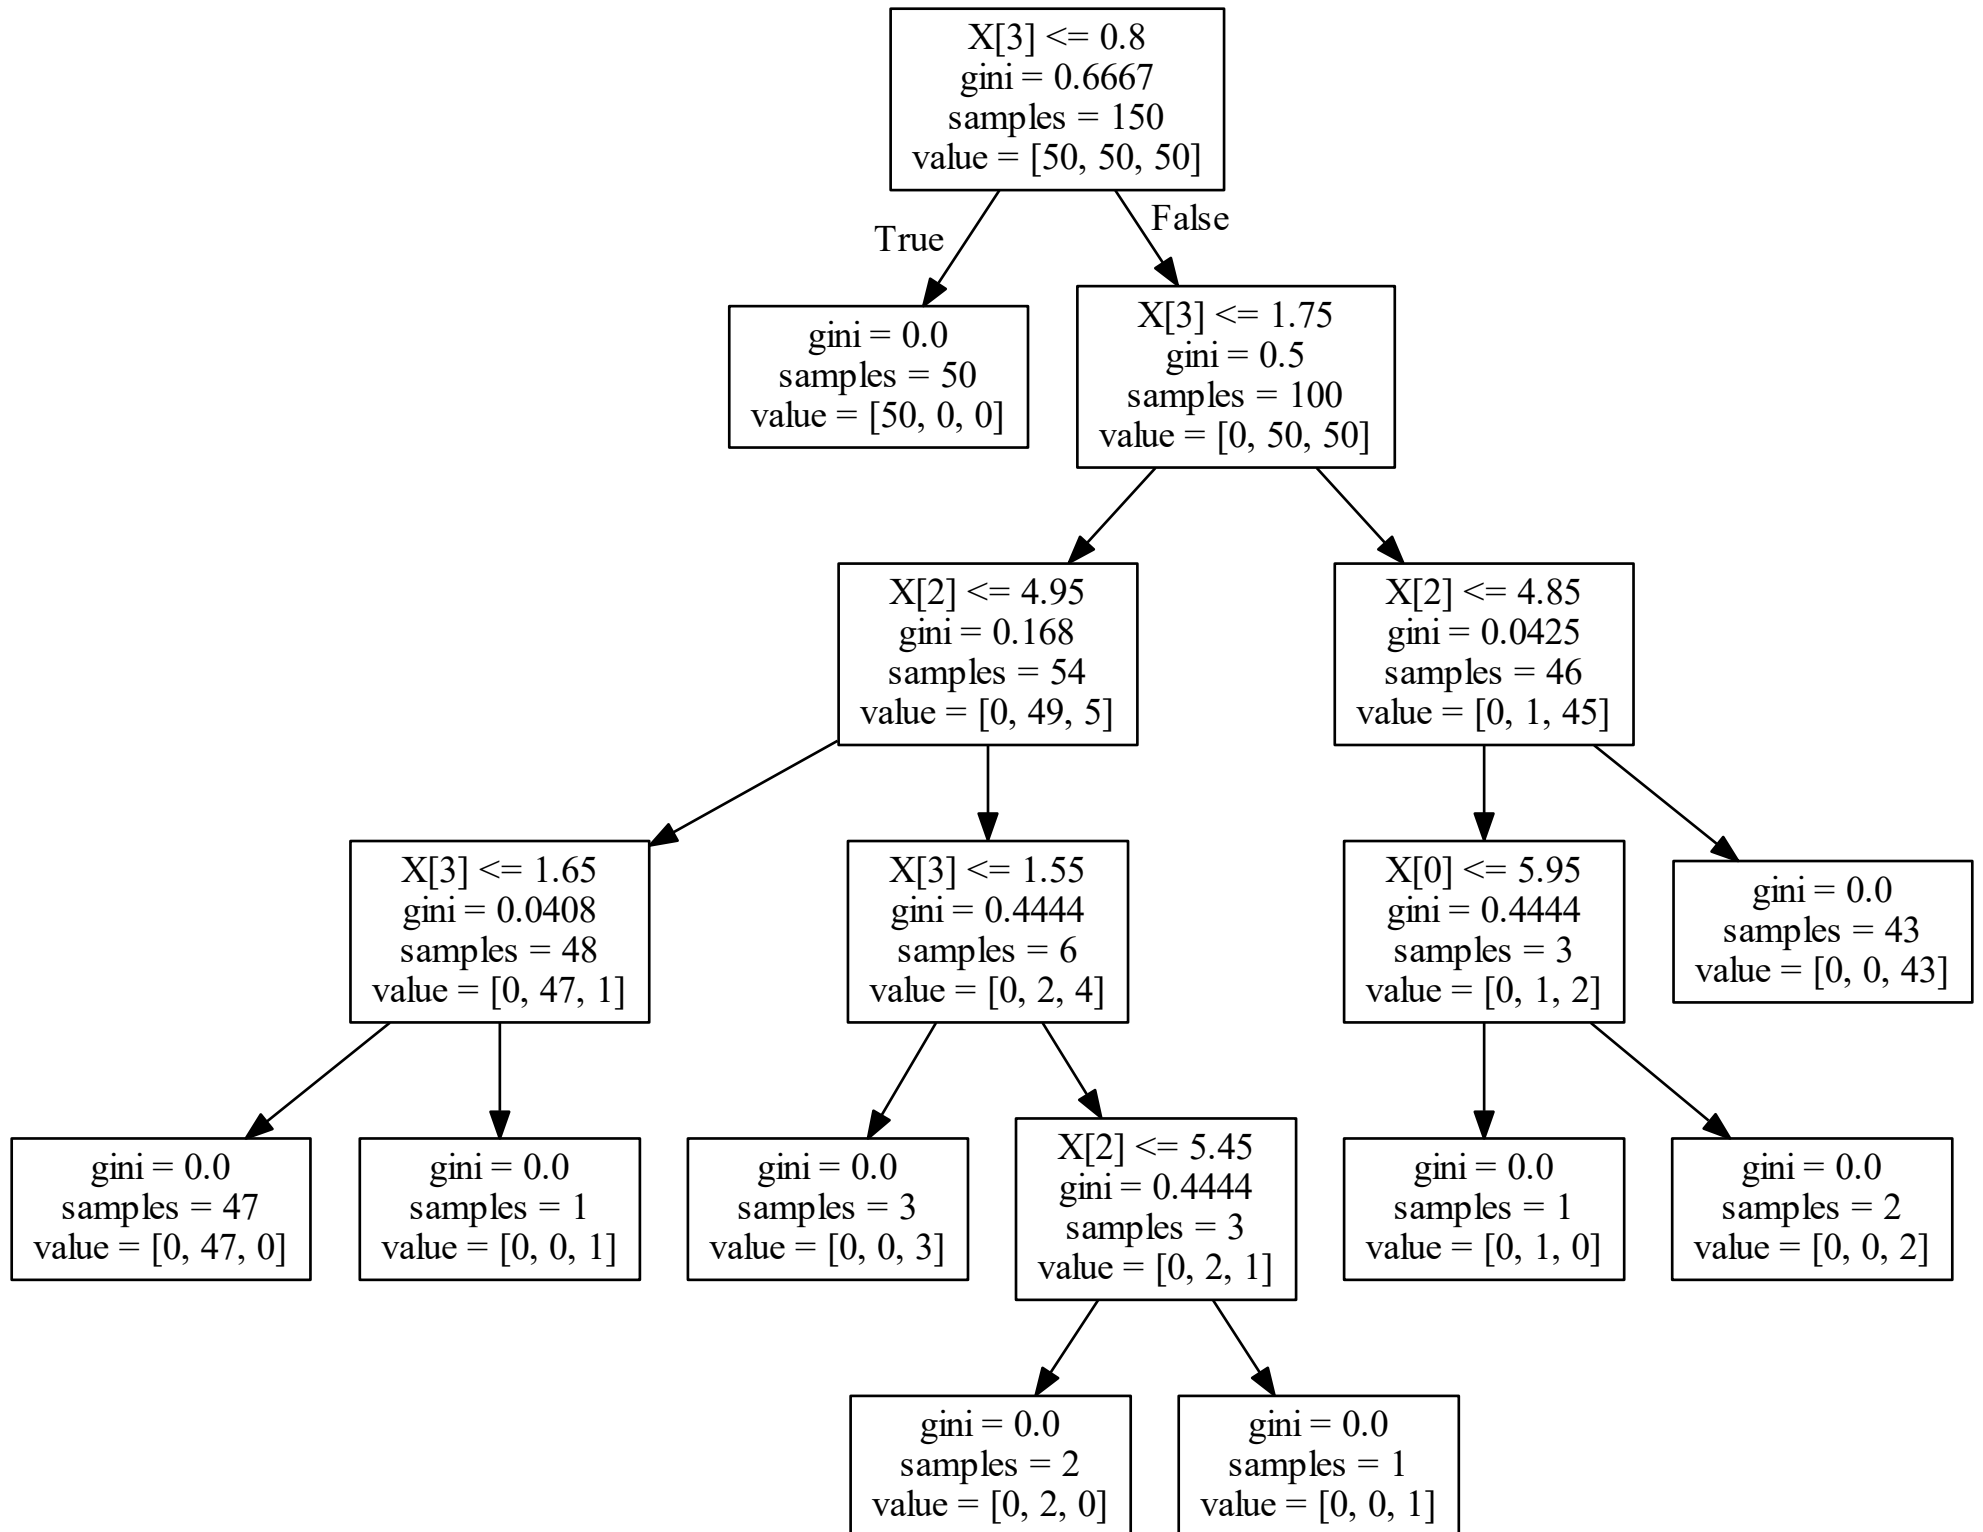 X[3] <= 0.8
gini = 0.6667
samples = 150
value = [50, 50, 50]
True
False
gini = 0.0
samples = 50
value = [50, 0, 0]
X[3] <= 1.75
gini = 0.5
samples = 100
value = [0, 50, 50]
X[2] <= 4.95
gini = 0.168
samples = 54
value = [0, 49, 5]
X[2] <= 4.85
gini = 0.0425
samples = 46
value = [0, 1, 45]
X[3] <= 1.65
gini = 0.0408
samples = 48
value = [0, 47, 1]
X[3] <= 1.55
gini = 0.4444
samples = 6
value = [0, 2, 4]
X[0] <= 5.95
gini = 0.4444
samples = 3
value = [0, 1, 2]
gini = 0.0
samples = 43
value = [0, 0, 43]
gini = 0.0
samples = 47
value = [0, 47, 0]
gini = 0.0
samples = 1
value = [0, 0, 1]
gini = 0.0
samples = 3
value = [0, 0, 3]
X[2] <= 5.45
gini = 0.4444
samples = 3
value = [0, 2, 1]
gini = 0.0
samples = 1
value = [0, 1, 0]
gini = 0.0
samples = 2
value = [0, 0, 2]
gini = 0.0
samples = 2
value = [0, 2, 0]
gini = 0.0
samples = 1
value = [0, 0, 1]